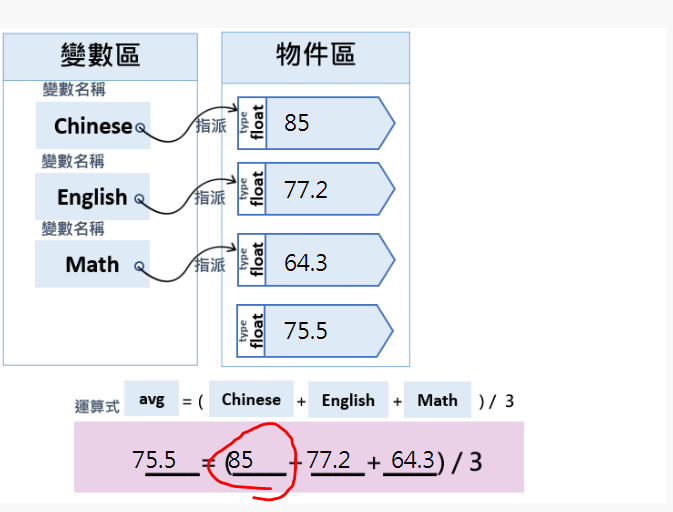 變數區
物件區
變數名稱
Chinese
指派
type
float
85
變數名稱
English
指派
type
float
77.2
變數名稱
Math
指派
type
float
64.3
type
float
75.5
運算式 avg = ( Chinese + English + Math ) / 3
75.5 = (85 + 77.2 + 64.3) / 3